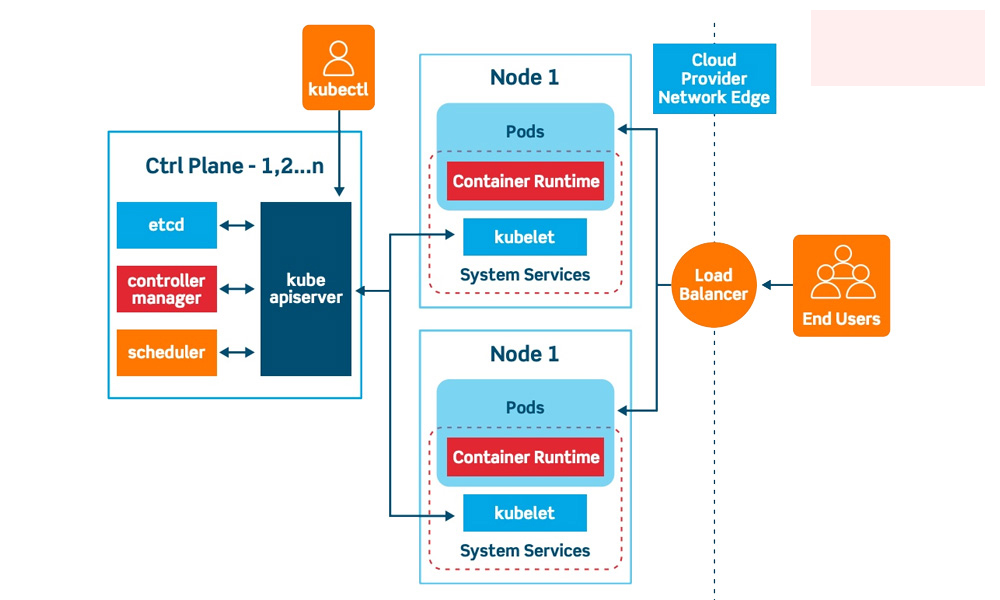 kubectl
Ctrl Plane - 1,2...n
etcd
controller
manager
scheduler
kube
apiserver
Node 1
Pods
Container Runtime
kubelet
System Services
Node 1
Pods
Container Runtime
kubelet
System Services
Cloud
Provider
Network Edge
Load
Balancer
End Users